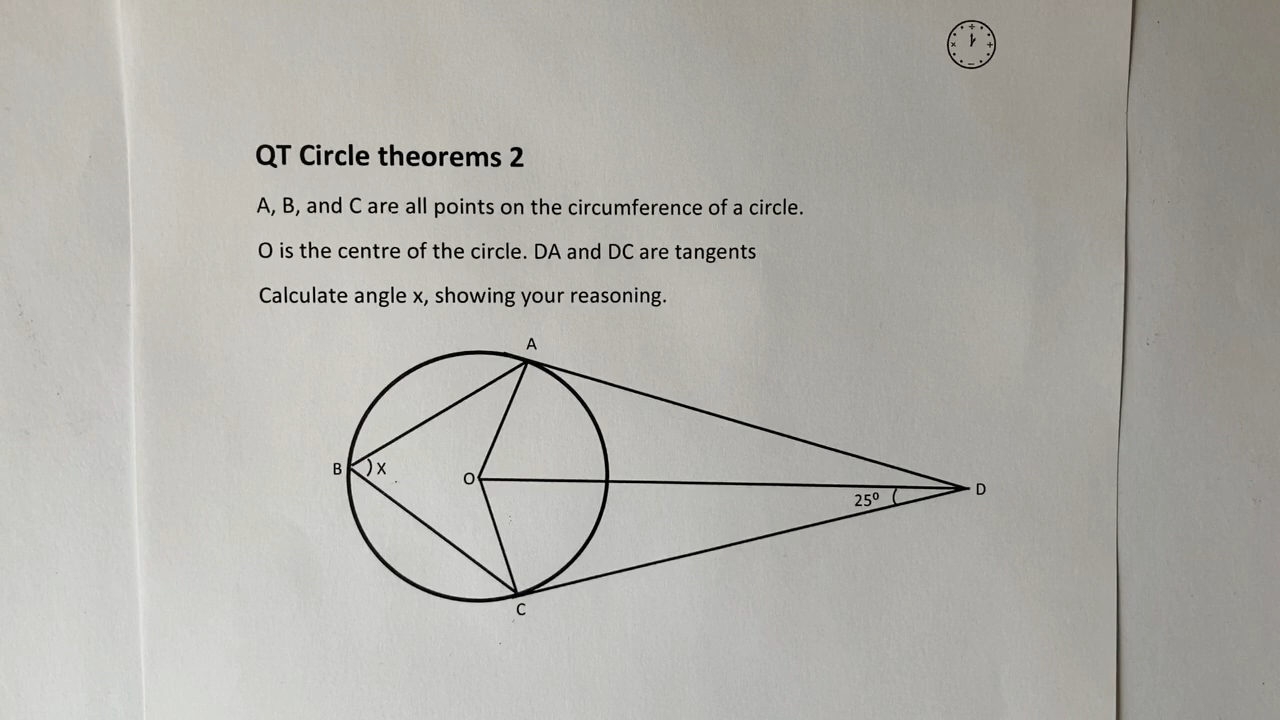 QT Circle theorems 2
A, B, and C are all points on the circumference of a circle.
O is the centre of the circle. DA and DC are tangents
Calculate angle x, showing your reasoning.
A
B
x
O
25º
D
C